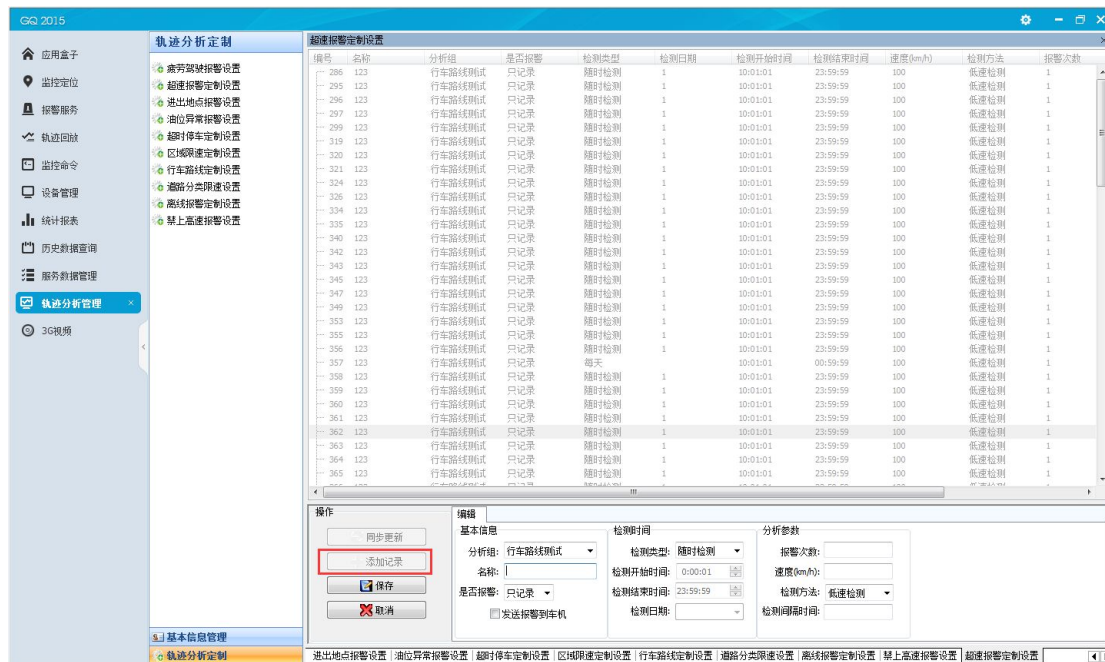 GQ 2015
应用盒子
监控定位
报警服务
轨迹回放
监控命令
设备管理
统计报表
历史数据查询
服务数据管理
轨迹分析管理
3G视频
轨迹分析定制
疲劳驾驶报警设置
超速报警定制设置
进出地点报警设置
油位异常报警设置
超时停车定制设置
区域限速定制设置
行车路线定制设置
道路分类限速设置
离线报警定制设置
禁上高速报警设置
基本信息管理
轨迹分析定制
超速报警定制设置
编号 名称 分析组 是否报警 检测类型 检测日期 检测开始时间 检测结束时间 速度(km/h) 检测方法 报警次数
286 123 行车路线测试 只记录 随时检测 1 10:01:01 23:59:59 100 低速检测 1
295 123 行车路线测试 只记录 随时检测 1 10:01:01 23:59:59 100 低速检测 1
296 123 行车路线测试 只记录 随时检测 1 10:01:01 23:59:59 100 低速检测 1
297 123 行车路线测试 只记录 随时检测 1 10:01:01 23:59:59 100 低速检测 1
299 123 行车路线测试 只记录 随时检测 1 10:01:01 23:59:59 100 低速检测 1
319 123 行车路线测试 只记录 随时检测 1 10:01:01 23:59:59 100 低速检测 1
320 123 行车路线测试 只记录 随时检测 1 10:01:01 23:59:59 100 低速检测 1
321 123 行车路线测试 只记录 随时检测 1 10:01:01 23:59:59 100 低速检测 1
324 123 行车路线测试 只记录 随时检测 1 10:01:01 23:59:59 100 低速检测 1
326 123 行车路线测试 只记录 随时检测 1 10:01:01 23:59:59 100 低速检测 1
334 123 行车路线测试 只记录 随时检测 1 10:01:01 23:59:59 100 低速检测 1
335 123 行车路线测试 只记录 随时检测 1 10:01:01 23:59:59 100 低速检测 1
340 123 行车路线测试 只记录 随时检测 1 10:01:01 23:59:59 100 低速检测 1
342 123 行车路线测试 只记录 随时检测 1 10:01:01 23:59:59 100 低速检测 1
343 123 行车路线测试 只记录 随时检测 1 10:01:01 23:59:59 100 低速检测 1
345 123 行车路线测试 只记录 随时检测 1 10:01:01 23:59:59 100 低速检测 1
347 123 行车路线测试 只记录 随时检测 1 10:01:01 23:59:59 100 低速检测 1
349 123 行车路线测试 只记录 随时检测 1 10:01:01 23:59:59 100 低速检测 1
353 123 行车路线测试 只记录 随时检测 1 10:01:01 23:59:59 100 低速检测 1
355 123 行车路线测试 只记录 随时检测 1 10:01:01 23:59:59 100 低速检测 1
356 123 行车路线测试 只记录 随时检测 1 10:01:01 23:59:59 100 低速检测 1
357 123 行车路线测试 只记录 每天 10:01:01 00:59:59 100 低速检测 1
358 123 行车路线测试 只记录 随时检测 1 10:01:01 23:59:59 100 低速检测 1
359 123 行车路线测试 只记录 随时检测 1 10:01:01 23:59:59 100 低速检测 1
360 123 行车路线测试 只记录 随时检测 1 10:01:01 23:59:59 100 低速检测 1
361 123 行车路线测试 只记录 随时检测 1 10:01:01 23:59:59 100 低速检测 1
362 123 行车路线测试 只记录 随时检测 1 10:01:01 23:59:59 100 低速检测 1
363 123 行车路线测试 只记录 随时检测 1 10:01:01 23:59:59 100 低速检测 1
364 123 行车路线测试 只记录 随时检测 1 10:01:01 23:59:59 100 低速检测 1
365 123 行车路线测试 只记录 随时检测 1 10:01:01 23:59:59 100 低速检测 1
操作
同步更新
添加记录
保存
取消
编辑
基本信息
分析组: 行车路线测试
名称:
是否报警: 只记录
发送报警到车机
检测时间
检测类型: 随时检测
检测开始时间: 0:00:01
检测结束时间: 23:59:59
检测日期:
分析参数
报警次数:
速度(km/h):
检测方法: 低速检测
检测间隔时间:
进出地点报警设置 油位异常报警设置 超时停车定制设置 区域限速定制设置 行车路线定制设置 道路分类限速设置 离线报警定制设置 禁上高速报警设置 超速报警定制设置